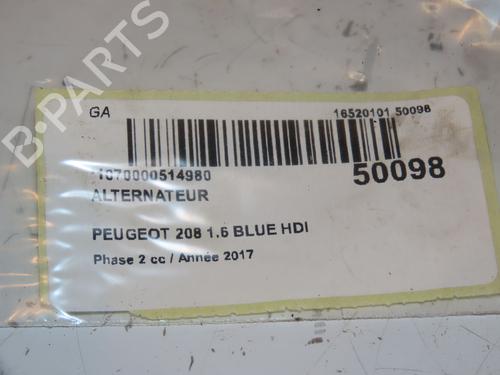 B-PARTS
GA
16520101 50098
1070000514980
50098
ALTERNATEUR
PEUGEOT 208 1.6 BLUE HDI
Phase 2 cc / Année 2017